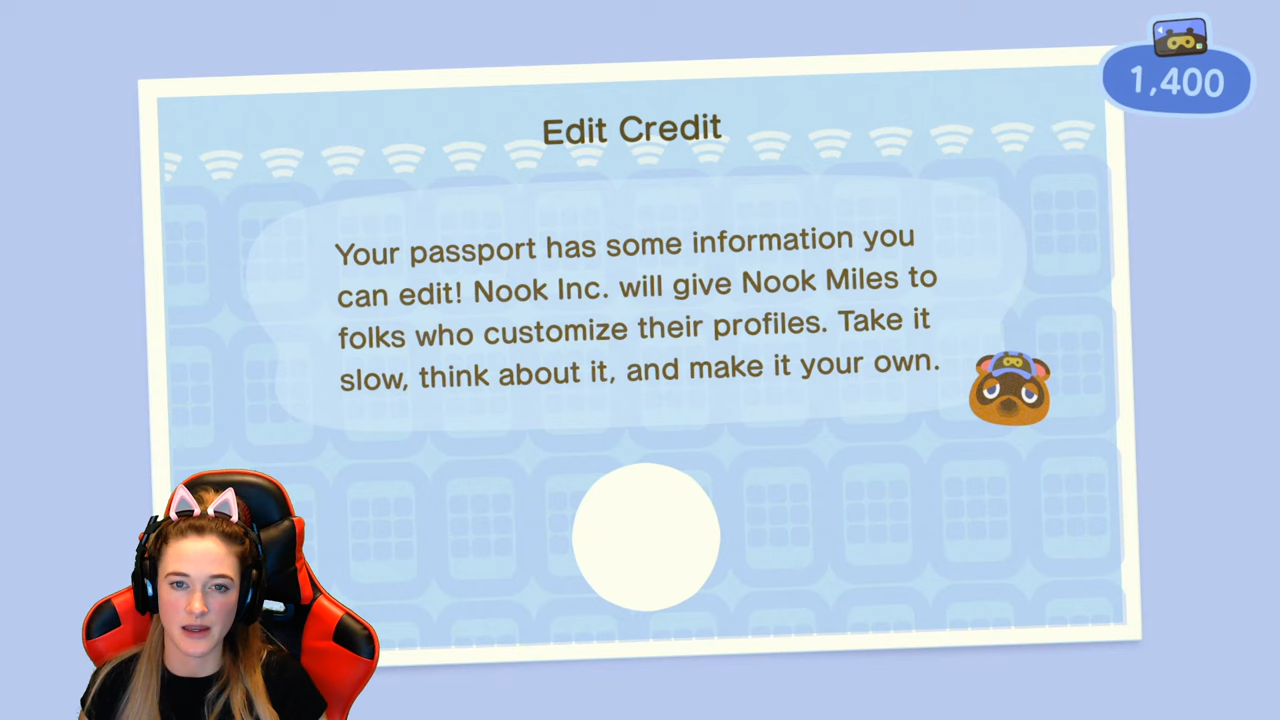 1,400
Edit Credit
Your passport has some information you
can edit! Nook Inc. will give Nook Miles to
folks who customize their profiles. Take it
slow, think about it, and make it your own.